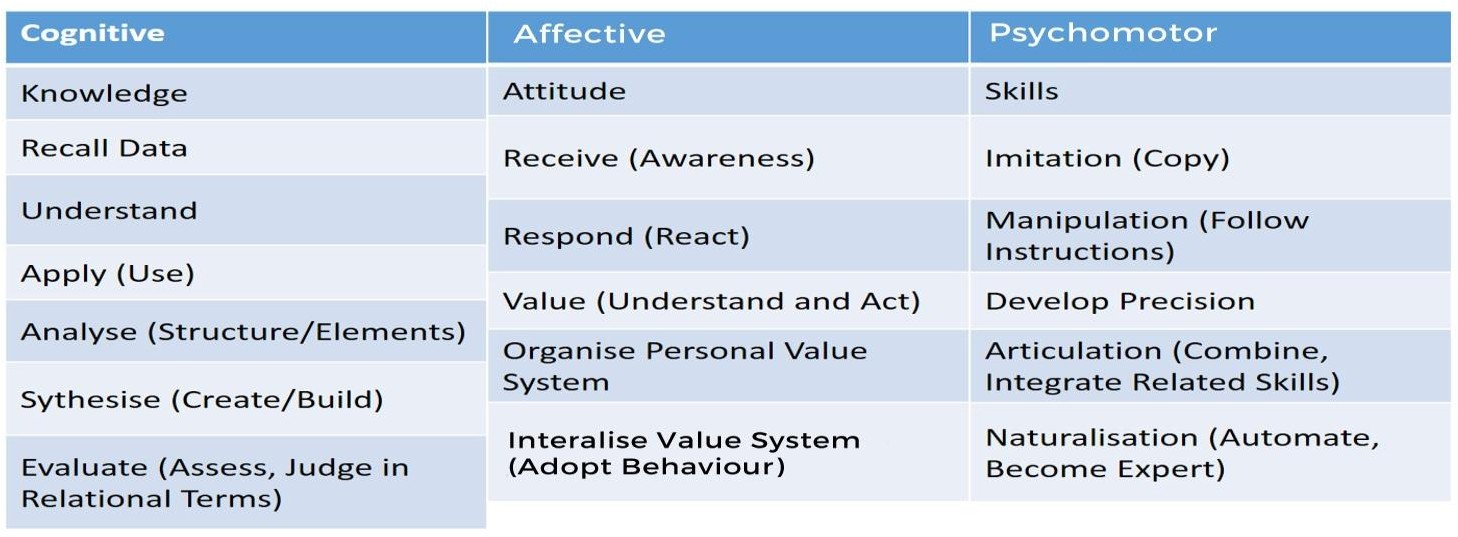 Cognitive
Knowledge
Recall Data
Understand
Apply (Use)
Analyse (Structure/Elements)
Sythesise (Create/Build)
Evaluate (Assess, Judge in
Relational Terms)
Affective
Attitude
Receive (Awareness)
Respond (React)
Value (Understand and Act)
Organise Personal Value
System
Interalise Value System
(Adopt Behaviour)
Psychomotor
Skills
Imitation (Copy)
Manipulation (Follow
Instructions)
Develop Precision
Articulation (Combine,
Integrate Related Skills)
Naturalisation (Automate,
Become Expert)